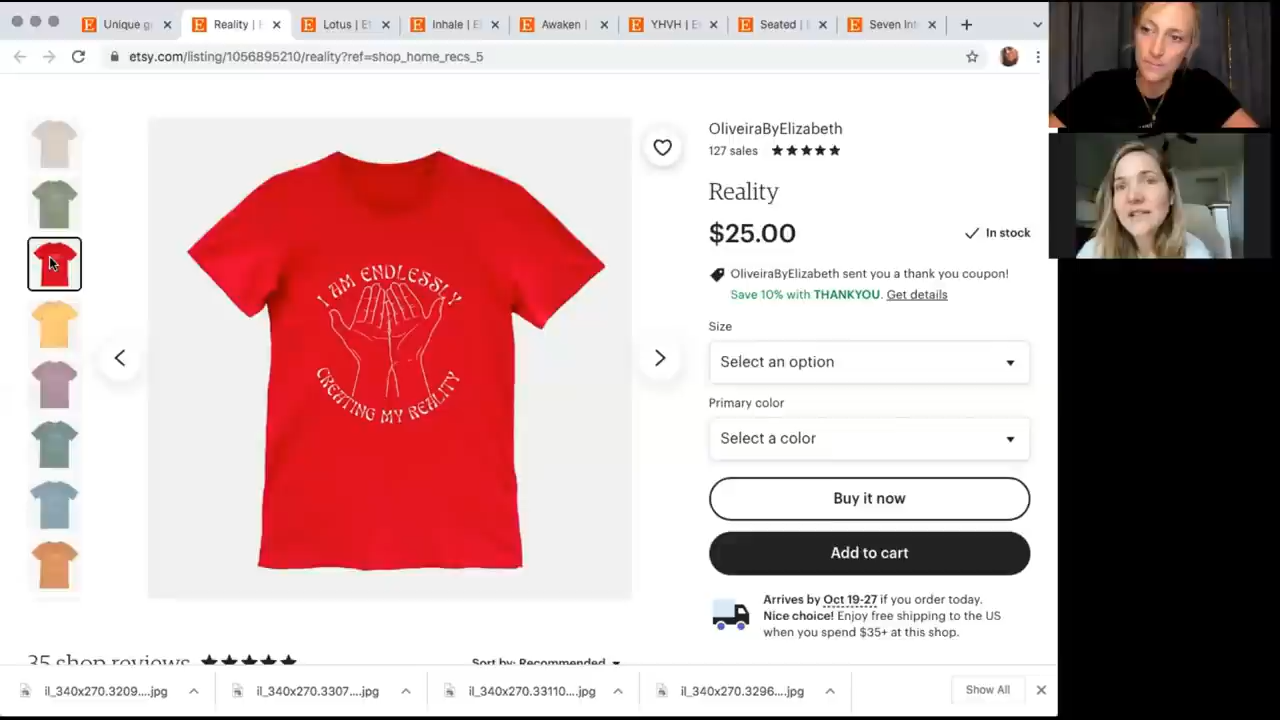 Unique g
Reality | E
Lotus | Et
Inhale | E
Awaken |
YHVH | E
Seated |
Seven Int
etsy.com/listing/1056895210/reality?ref=shop_home_recs_5
OliveiraByElizabeth
127 sales
Reality
$25.00
In stock
OliveiraByElizabeth sent you a thank you coupon!
Save 10% with THANKYOU. Get details
Size
Select an option
Primary color
Select a color
Buy it now
Add to cart
Arrives by Oct 19-27 if you order today.
Nice choice! Enjoy free shipping to the US
when you spend $35+ at this shop.
I AM ENDLESSLY
CREATING MY REALITY
35 shop reviews
Sort by: Recommended
il_340x270.3209....jpg
il_340x270.3307....jpg
il_340x270.33110....jpg
il_340x270.3296....jpg
Show All